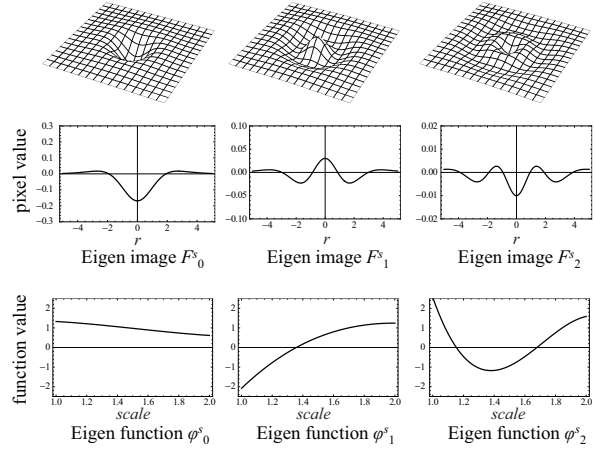 pixel value
0.3
0.2
0.1
0.0
−0.1
−0.2
−0.3
−4 −2 0 2 4
r
0.10
0.05
0.00
−0.05
−0.10
−4 −2 0 2 4
r
0.02
0.01
0.00
−0.01
−0.02
−4 −2 0 2 4
r
Eigen image Fˢ₀ Eigen image Fˢ₁ Eigen image Fˢ₂
function value
2
1
0
−1
−2
1.0 1.2 1.4 1.6 1.8 2.0
scale
2
1
0
−1
−2
1.0 1.2 1.4 1.6 1.8 2.0
scale
2
1
0
−1
−2
1.0 1.2 1.4 1.6 1.8 2.0
scale
Eigen function φˢ₀ Eigen function φˢ₁ Eigen function φˢ₂